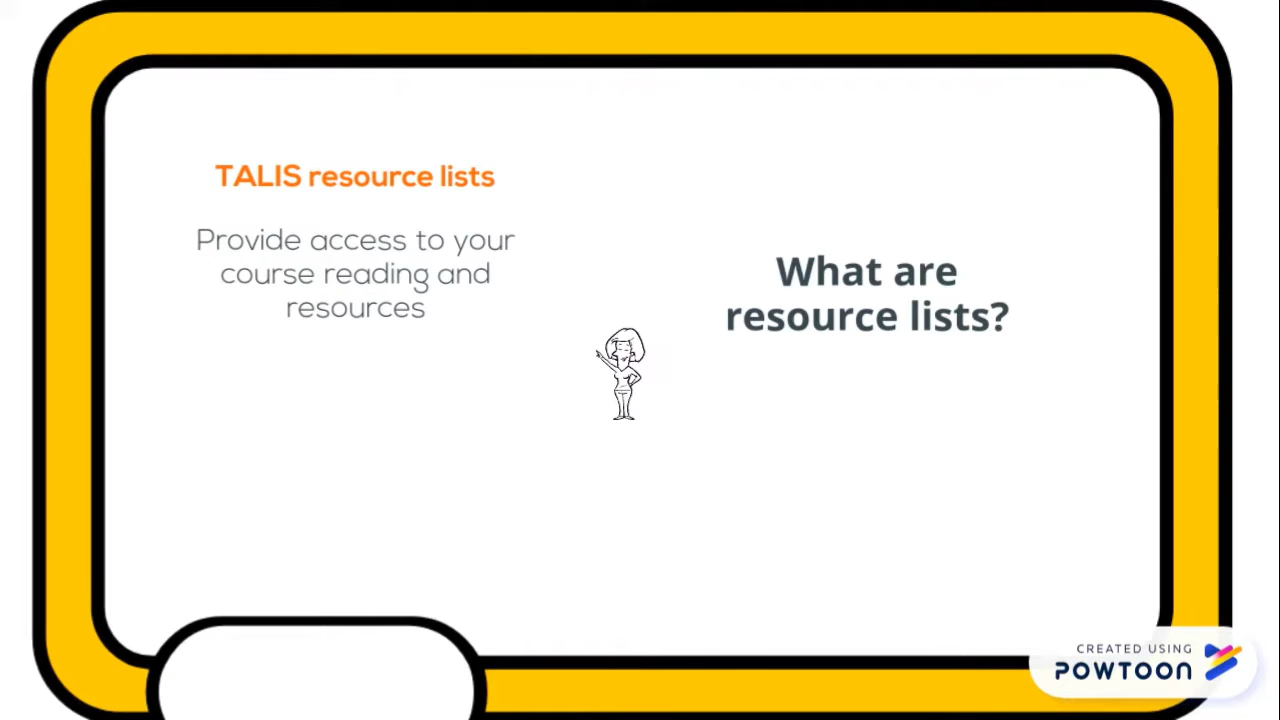 TALIS resource lists
Provide access to your
course reading and
resources
What are
resource lists?
CREATED USING
POWTOON